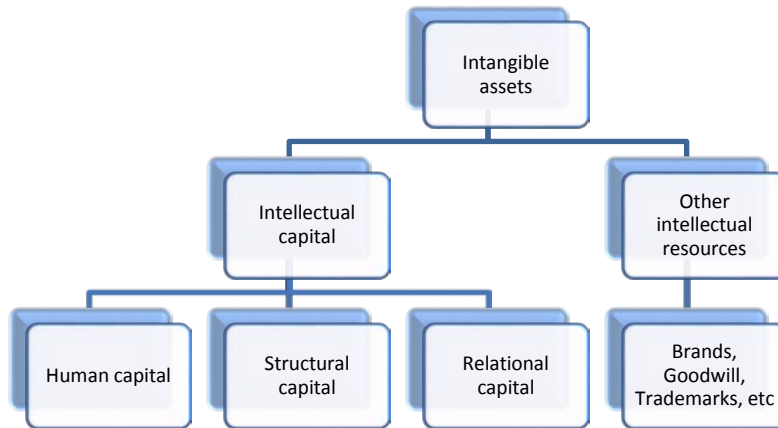 Intangible
assets
Intellectual
capital
Other
intellectual
resources
Human capital
Structural
capital
Relational
capital
Brands,
Goodwill,
Trademarks, etc